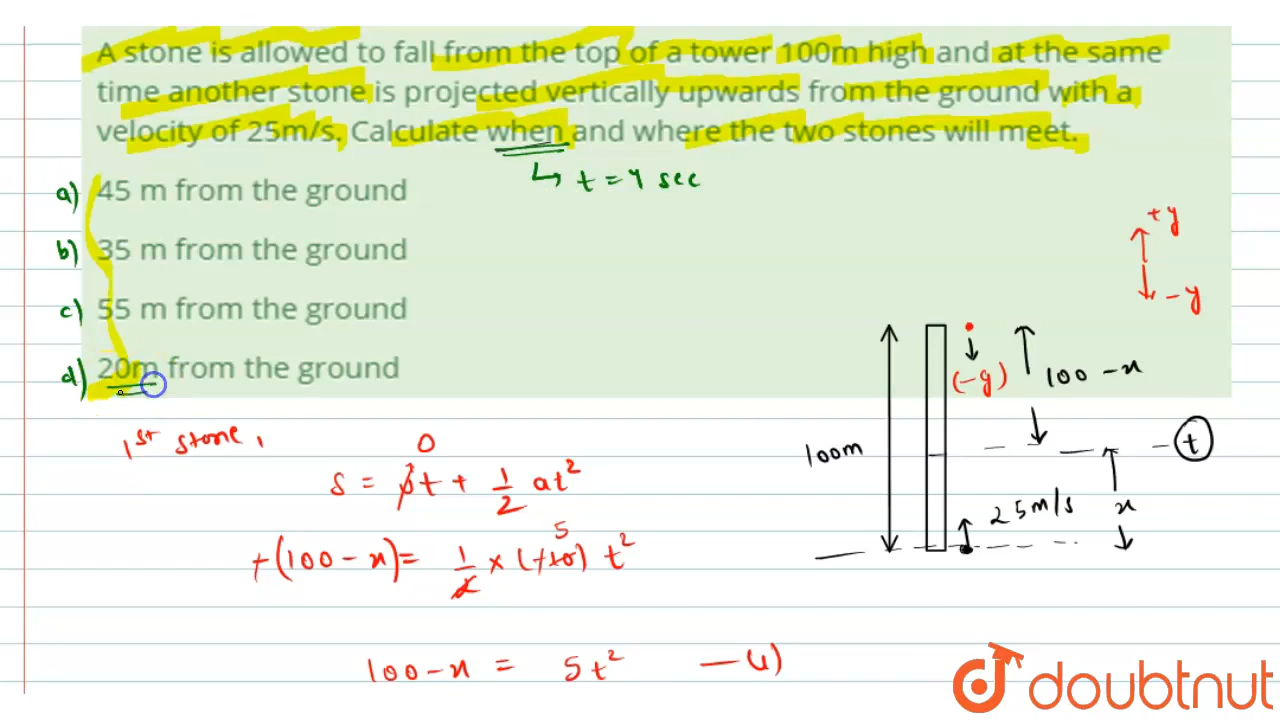 A stone is allowed to fall from the top of a tower 100m high and at the same
time another stone is projected vertically upwards from the ground with a
velocity of 25m/s. Calculate when and where the two stones will meet.
↳ t = 4 sec
a) 45 m from the ground
b) 35 m from the ground
c) 55 m from the ground
d) 20m from the ground
+y
-y
(-g)
100 - x
100m
t
25m/s
x
1st stone,
0
s = ut + 1/2 at²
5
+(100 - x) = 1/2 × (+10) t²
100 - x = 5t² —(1)
doubtnut